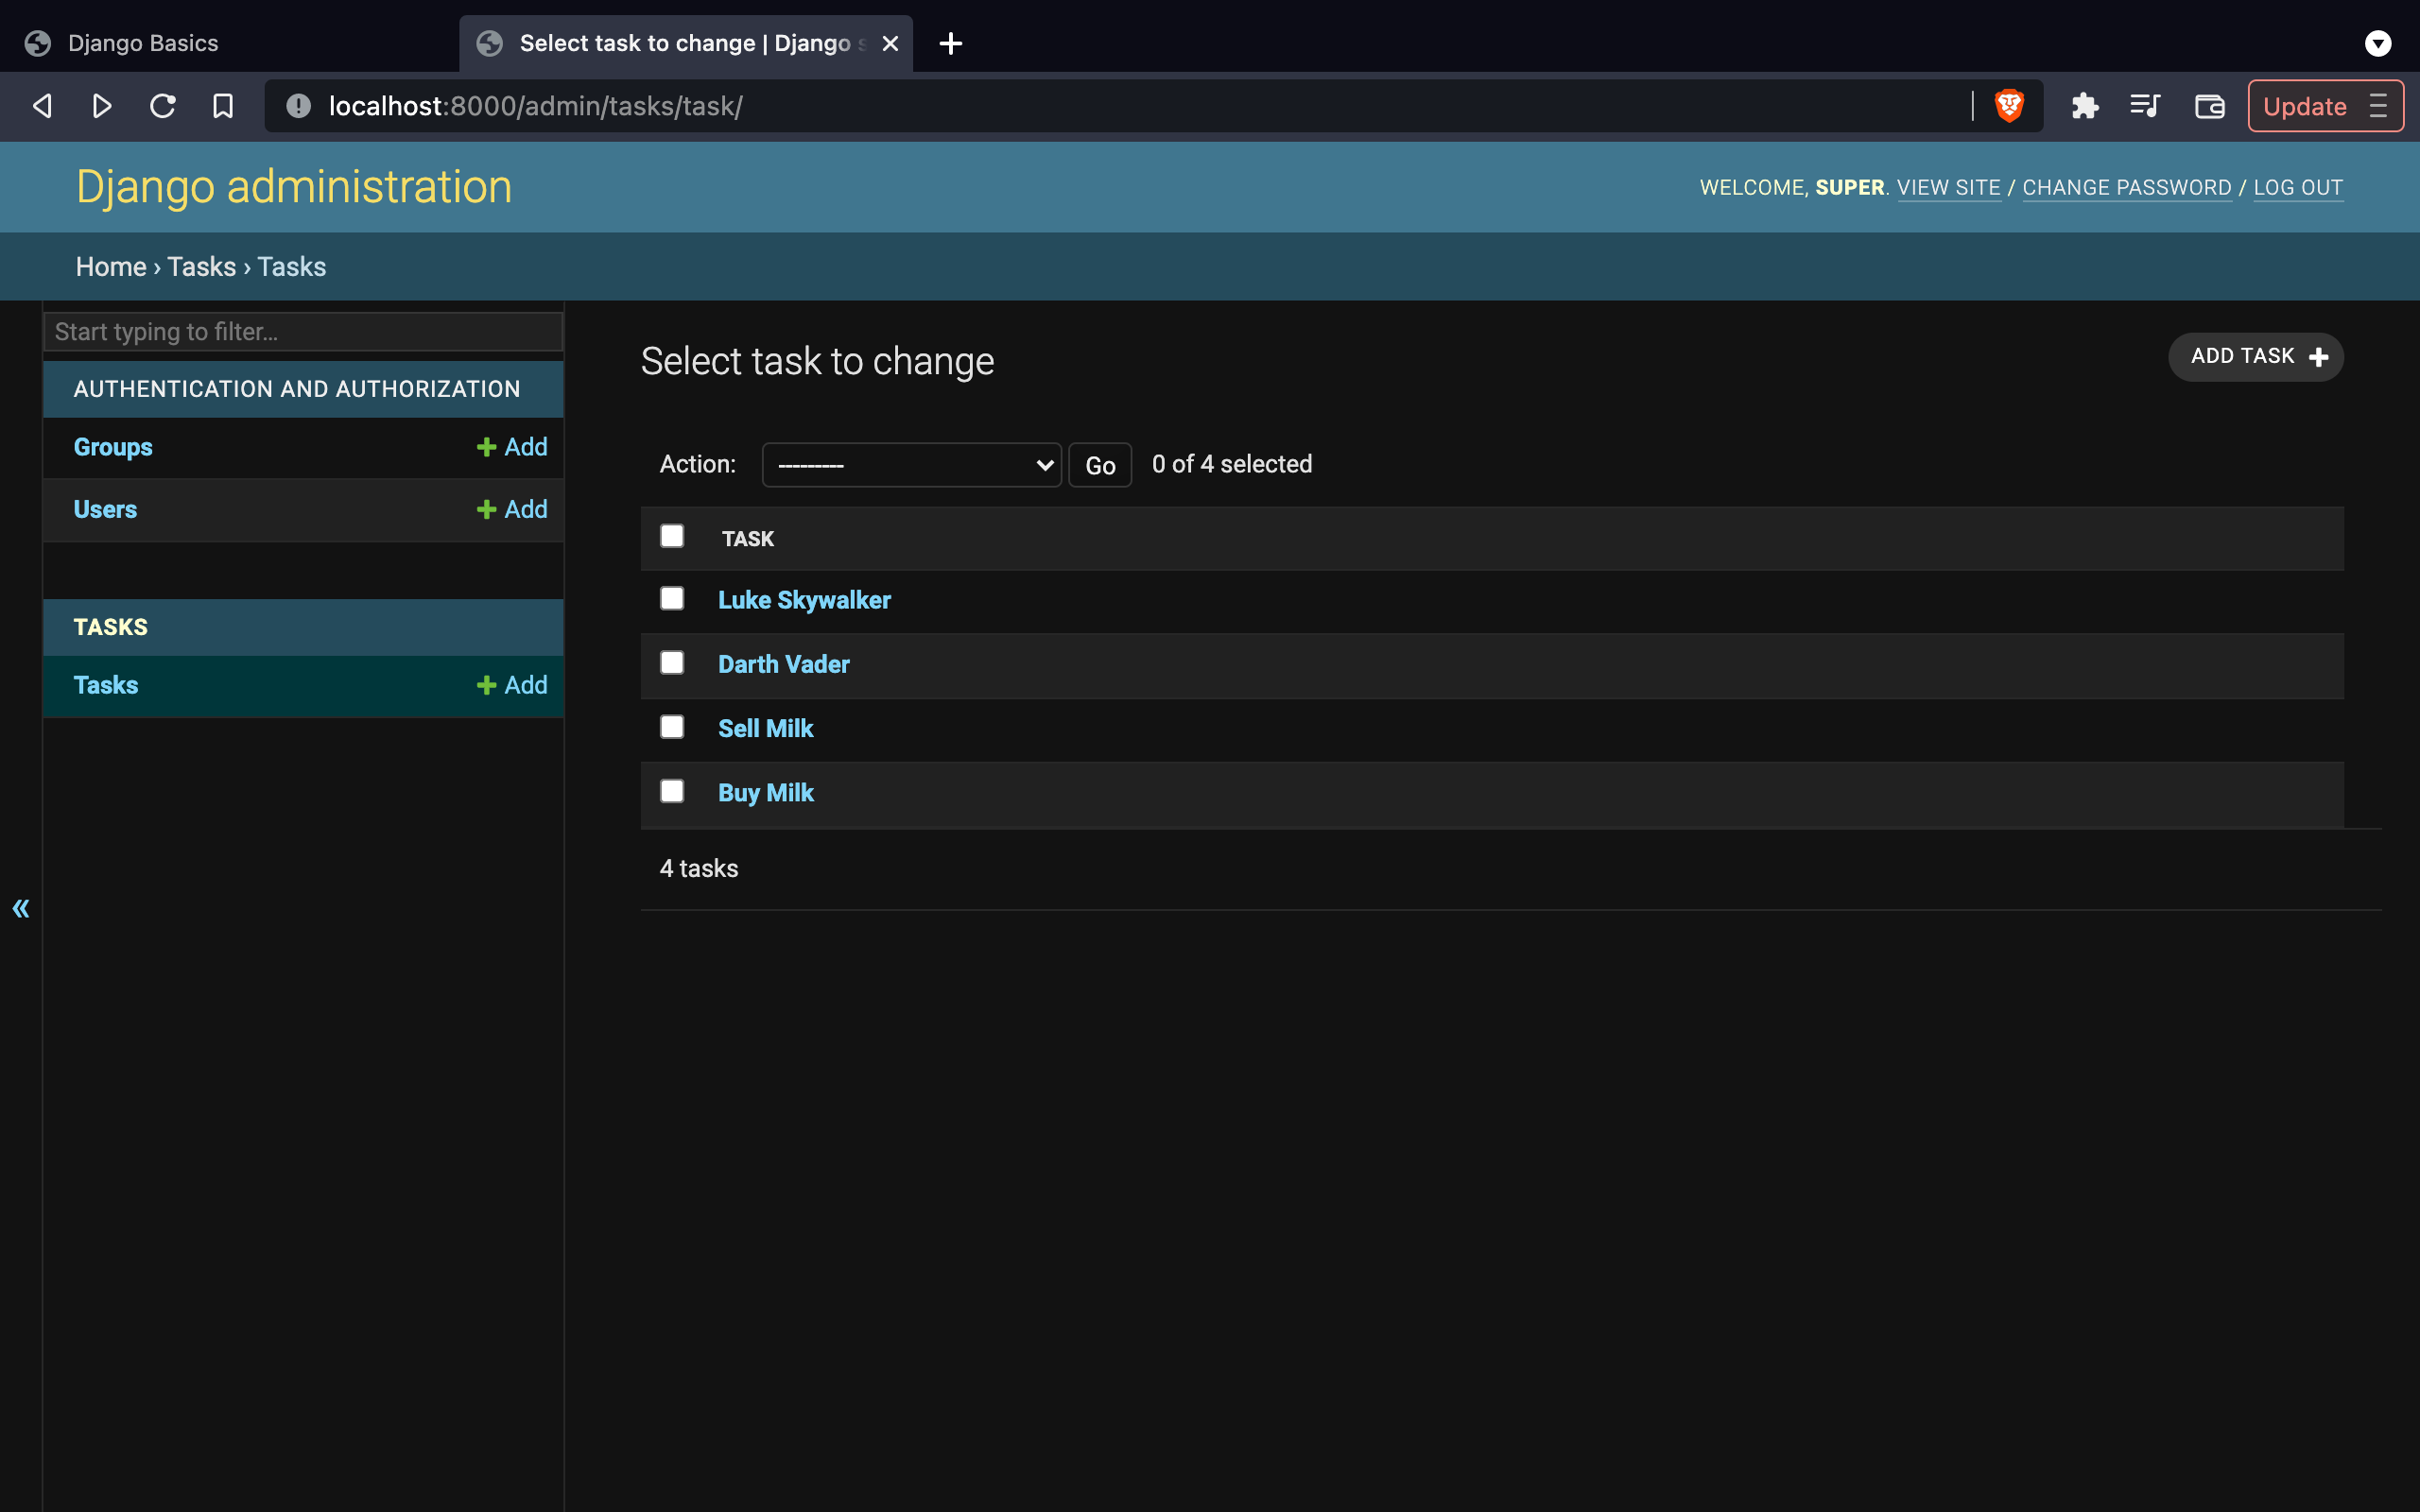 Django Basics
Select task to change | Django s
localhost:8000/admin/tasks/task/
Update
Django administration
WELCOME, SUPER. VIEW SITE / CHANGE PASSWORD / LOG OUT
Home › Tasks › Tasks
Start typing to filter...
AUTHENTICATION AND AUTHORIZATION
Groups
Add
Users
Add
TASKS
Tasks
Add
«
Select task to change
ADD TASK
Action:
---------
Go
0 of 4 selected
TASK
Luke Skywalker
Darth Vader
Sell Milk
Buy Milk
4 tasks